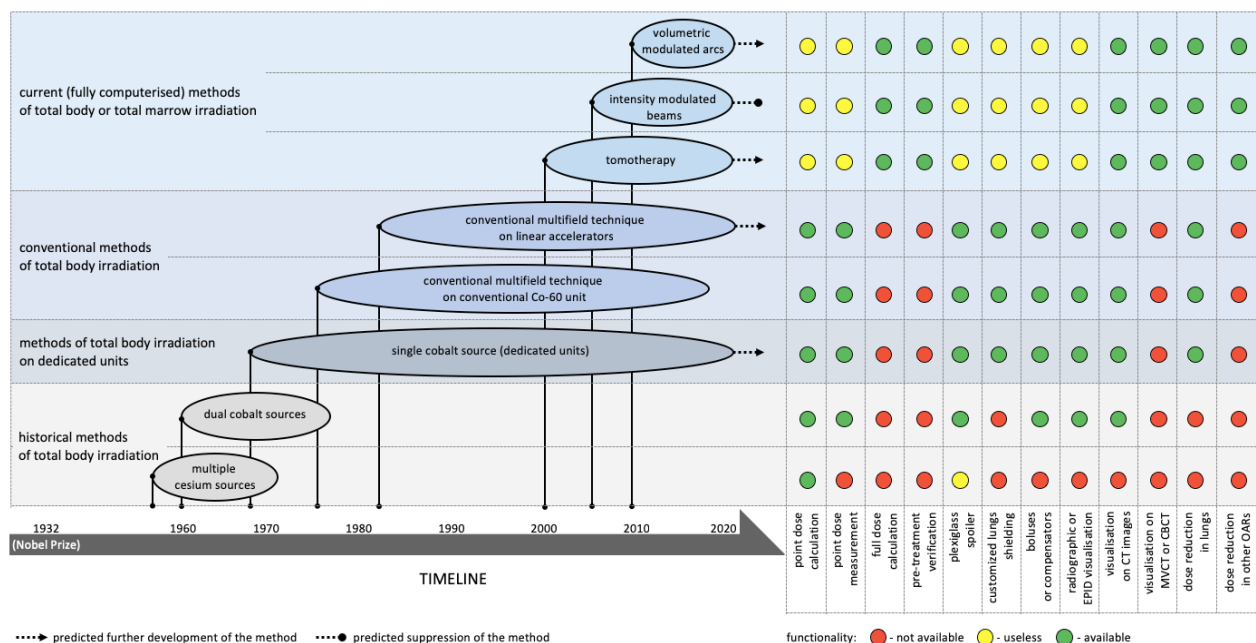 volumetric
modulated arcs
current (fully computerised) methods
of total body or total marrow irradiation
intensity modulated
beams
tomotherapy
conventional methods
of total body irradiation
conventional multifield technique
on linear accelerators
conventional multifield technique
on conventional Co-60 unit
methods of total body irradiation
on dedicated units
single cobalt source (dedicated units)
historical methods
of total body irradiation
dual cobalt sources
multiple
cesium sources
1932
1960
1970
1980
1990
2000
2010
2020
(Nobel Prize)
TIMELINE
point dose
calculation
point dose
measurement
full dose
calculation
pre-treatment
verification
plexiglass
spoiler
customized lungs
shielding
boluses
or compensators
radiographic or
EPID visualisation
visualisation
on CT images
visualisation on
MVCT or CBCT
dose reduction
in lungs
dose reduction
in other OARs
predicted further development of the method
predicted suppression of the method
functionality:
- not available
- useless
- available